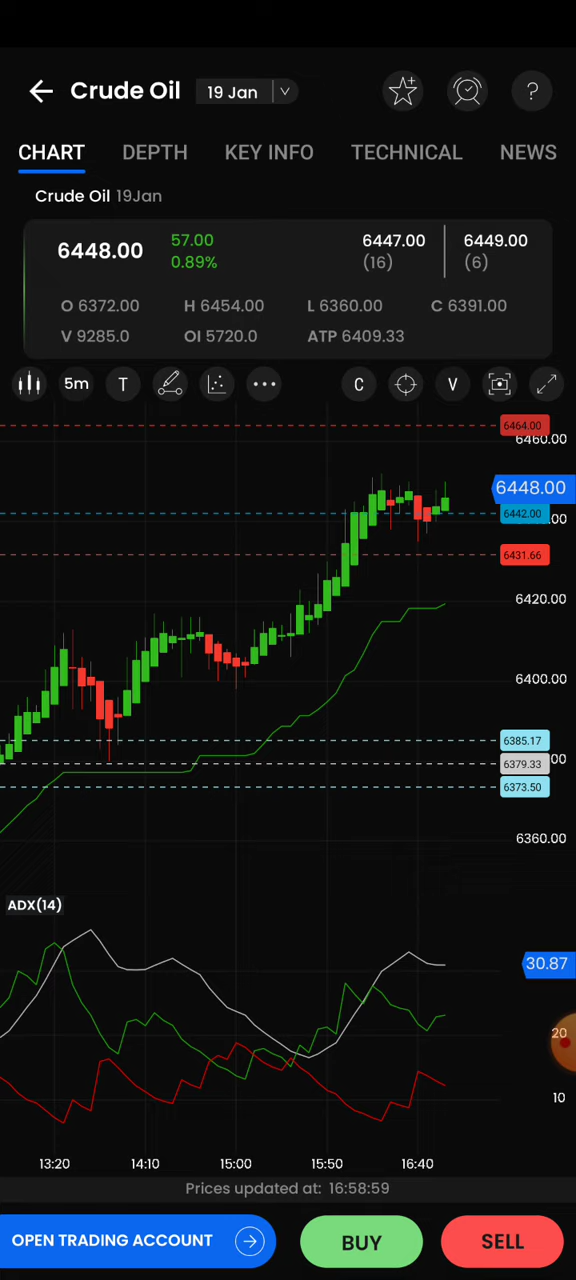 Crude Oil 19 Jan
?
CHART DEPTH KEY INFO TECHNICAL NEWS
Crude Oil 19Jan
6448.00 57.00 0.89% 6447.00 (16) 6449.00 (6)
O 6372.00 H 6454.00 L 6360.00 C 6391.00
V 9285.0 OI 5720.0 ATP 6409.33
5m T C V
6464.00
6460.00
6448.00
6442.00
6431.66
6420.00
6400.00
6385.17
6379.33
6373.50
6360.00
ADX(14)
30.87
20
10
13:20 14:10 15:00 15:50 16:40
Prices updated at: 16:58:59
OPEN TRADING ACCOUNT BUY SELL